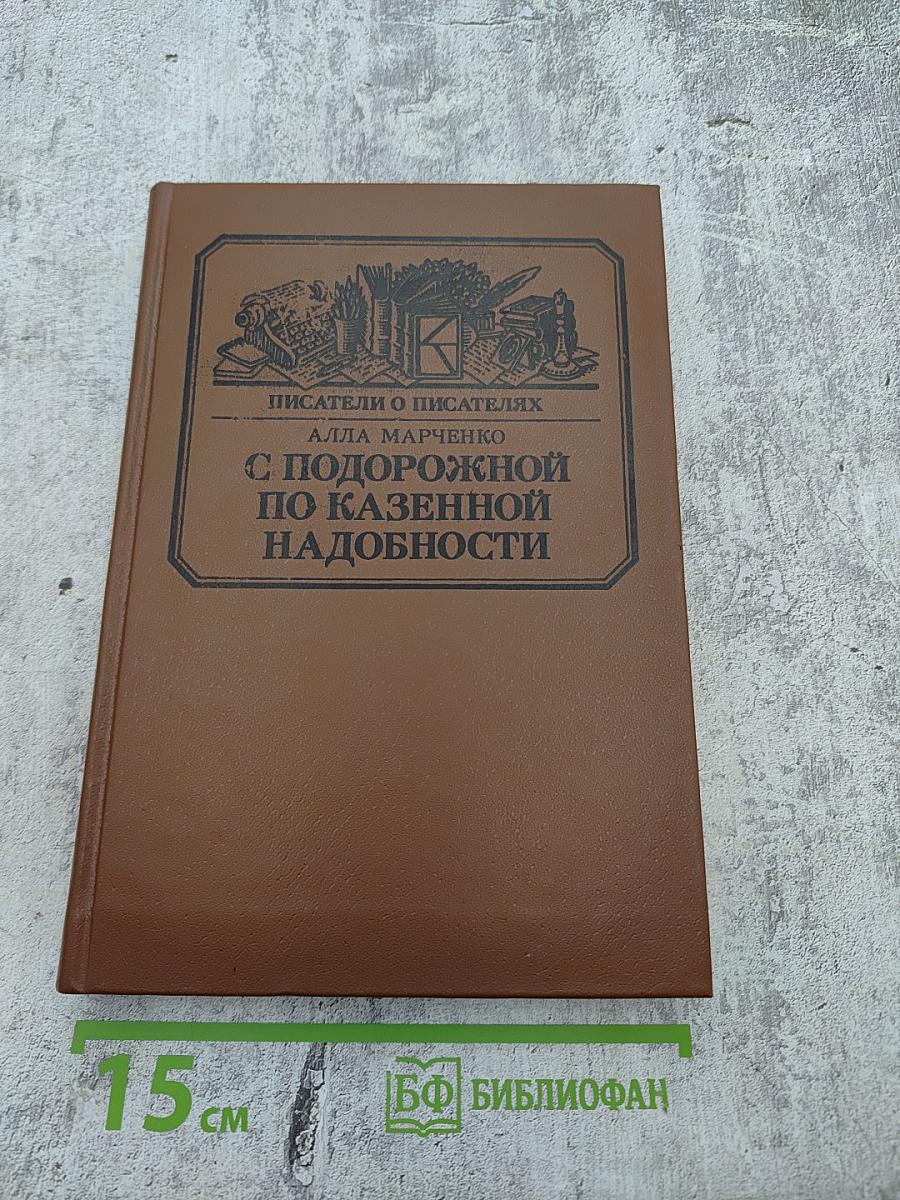 ПИСАТЕЛИ О ПИСАТЕЛЯХ
АЛЛА МАРЧЕНКО
С ПОДОРОЖНОЙ
ПО КАЗЕННОЙ
НАДОБНОСТИ
15 см
БФ БИБЛИОФАН